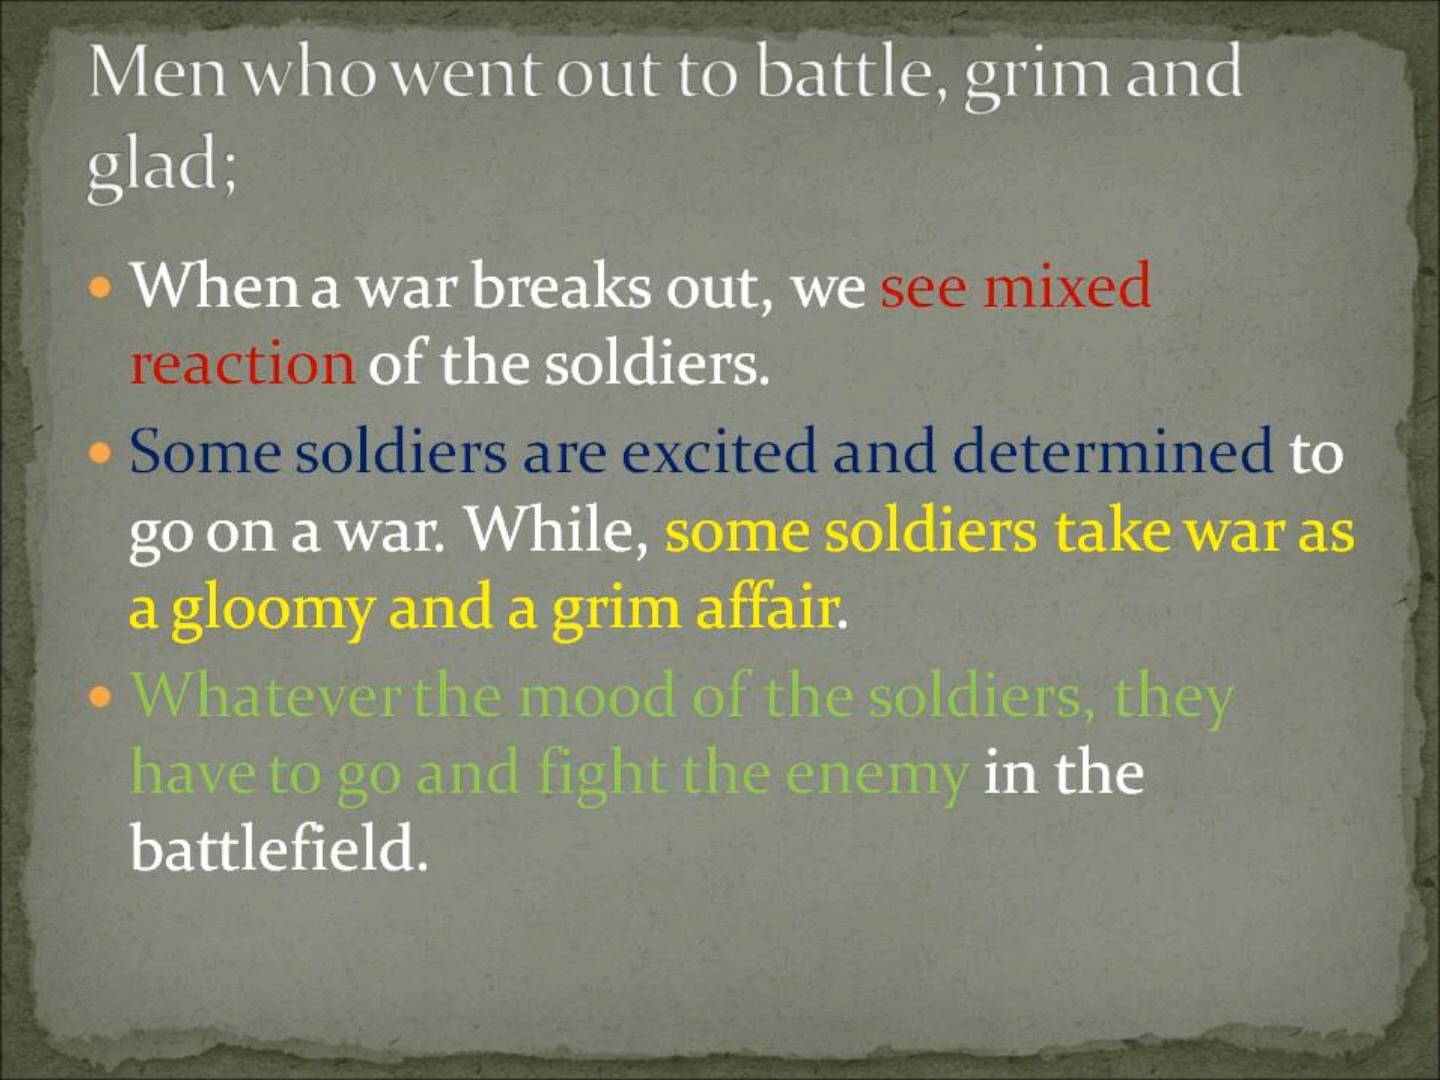 Men who went out to battle, grim and
glad;
• When a war breaks out, we see mixed
reaction of the soldiers.
• Some soldiers are excited and determined to
go on a war. While, some soldiers take war as
a gloomy and a grim affair.
• Whatever the mood of the soldiers, they
have to go and fight the enemy in the
battlefield.